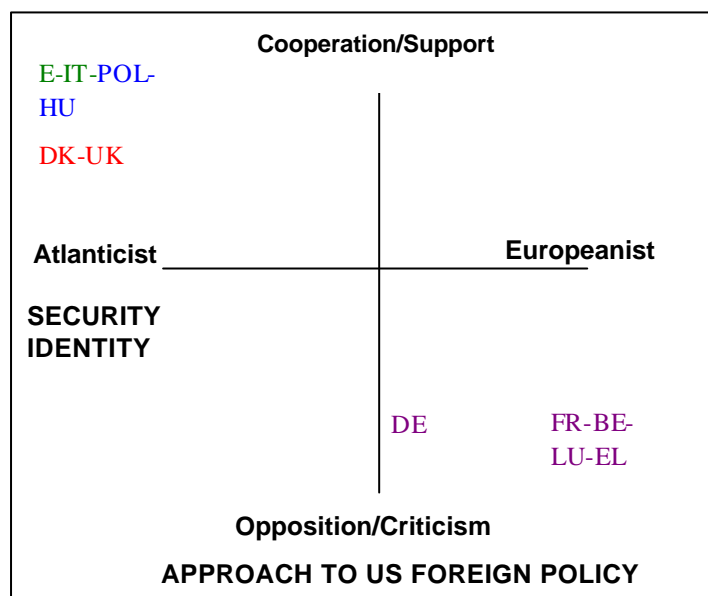 Cooperation/Support
E-IT-POL-
HU
DK-UK
Atlanticist
Europeanist
SECURITY
IDENTITY
DE
FR-BE-
LU-EL
Opposition/Criticism
APPROACH TO US FOREIGN POLICY